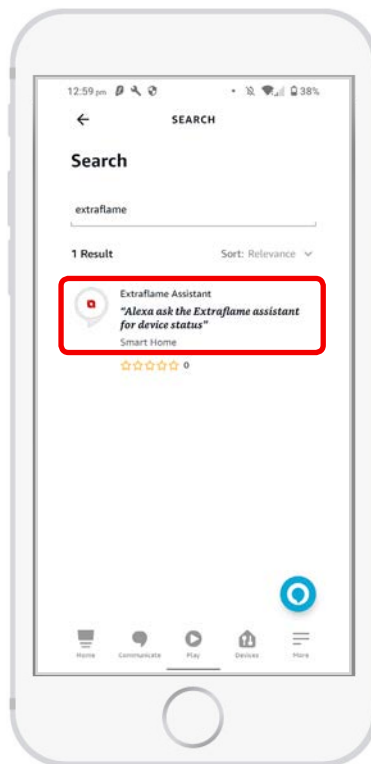 12:59 pm 38%
SEARCH
Search
extraflame
1 Result Sort: Relevance
Extraflame Assistant
"Alexa ask the Extraflame assistant
for device status"
Smart Home
0
Home Communicate Play Devices More